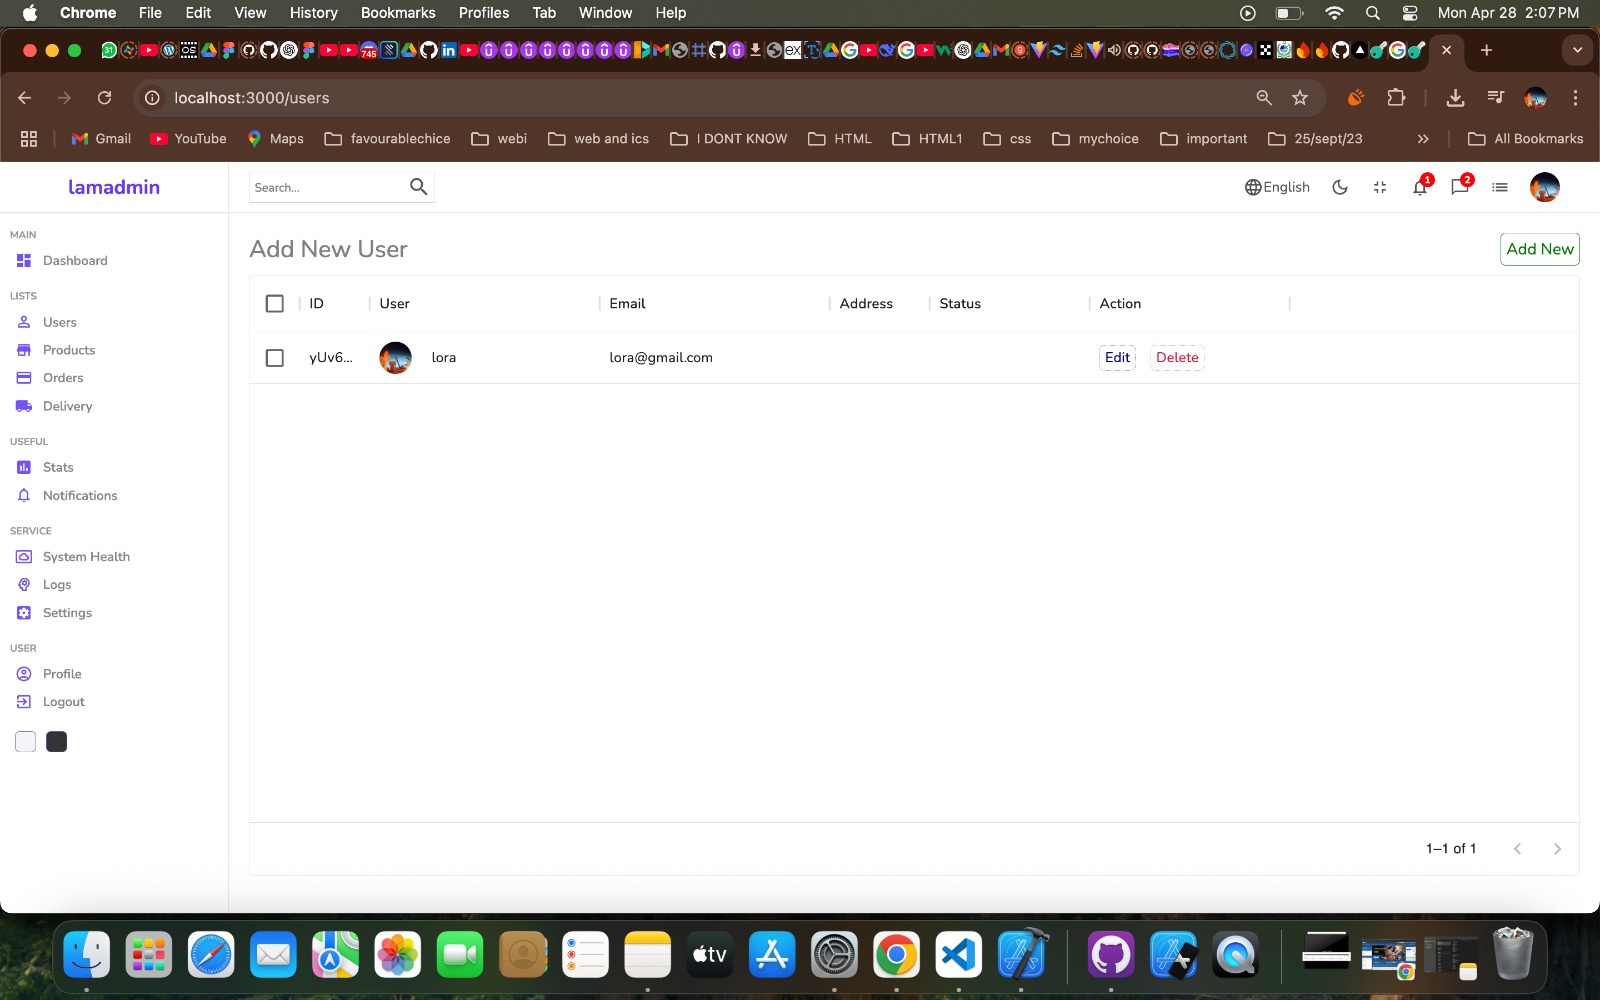 Chrome File Edit View History Bookmarks Profiles Tab Window Help Mon Apr 28 2:07 PM
31 OS 745 ex
localhost:3000/users
Gmail YouTube Maps favourablechice webi web and ics I DONT KNOW HTML HTML1 css mychoice important 25/sept/23 » All Bookmarks
lamadmin
Search... English 1 2
MAIN
Dashboard
LISTS
Users
Products
Orders
Delivery
USEFUL
Stats
Notifications
SERVICE
System Health
Logs
Settings
USER
Profile
Logout
Add New User Add New
ID User Email Address Status Action
yUv6... lora lora@gmail.com Edit Delete
1–1 of 1
tv